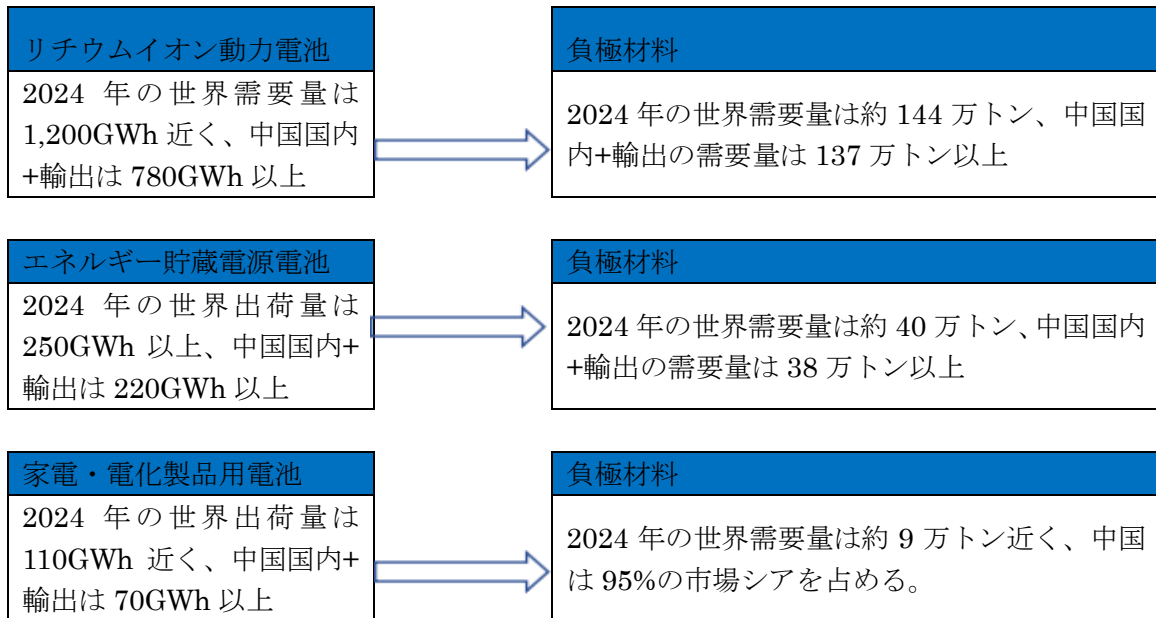 リチウムイオン動力電池
2024 年の世界需要量は
1,200GWh 近く、中国国内
+輸出は 780GWh 以上
負極材料
2024 年の世界需要量は約 144 万トン、中国国
内+輸出の需要量は 137 万トン以上
エネルギー貯蔵電源電池
2024 年の世界出荷量は
250GWh 以上、中国国内+
輸出は 220GWh 以上
負極材料
2024 年の世界需要量は約 40 万トン、中国国内
+輸出の需要量は 38 万トン以上
家電・電化製品用電池
2024 年の世界出荷量は
110GWh 近く、中国国内+
輸出は 70GWh 以上
負極材料
2024 年の世界需要量は約 9 万トン近く、中国
は 95%の市場シアを占める。